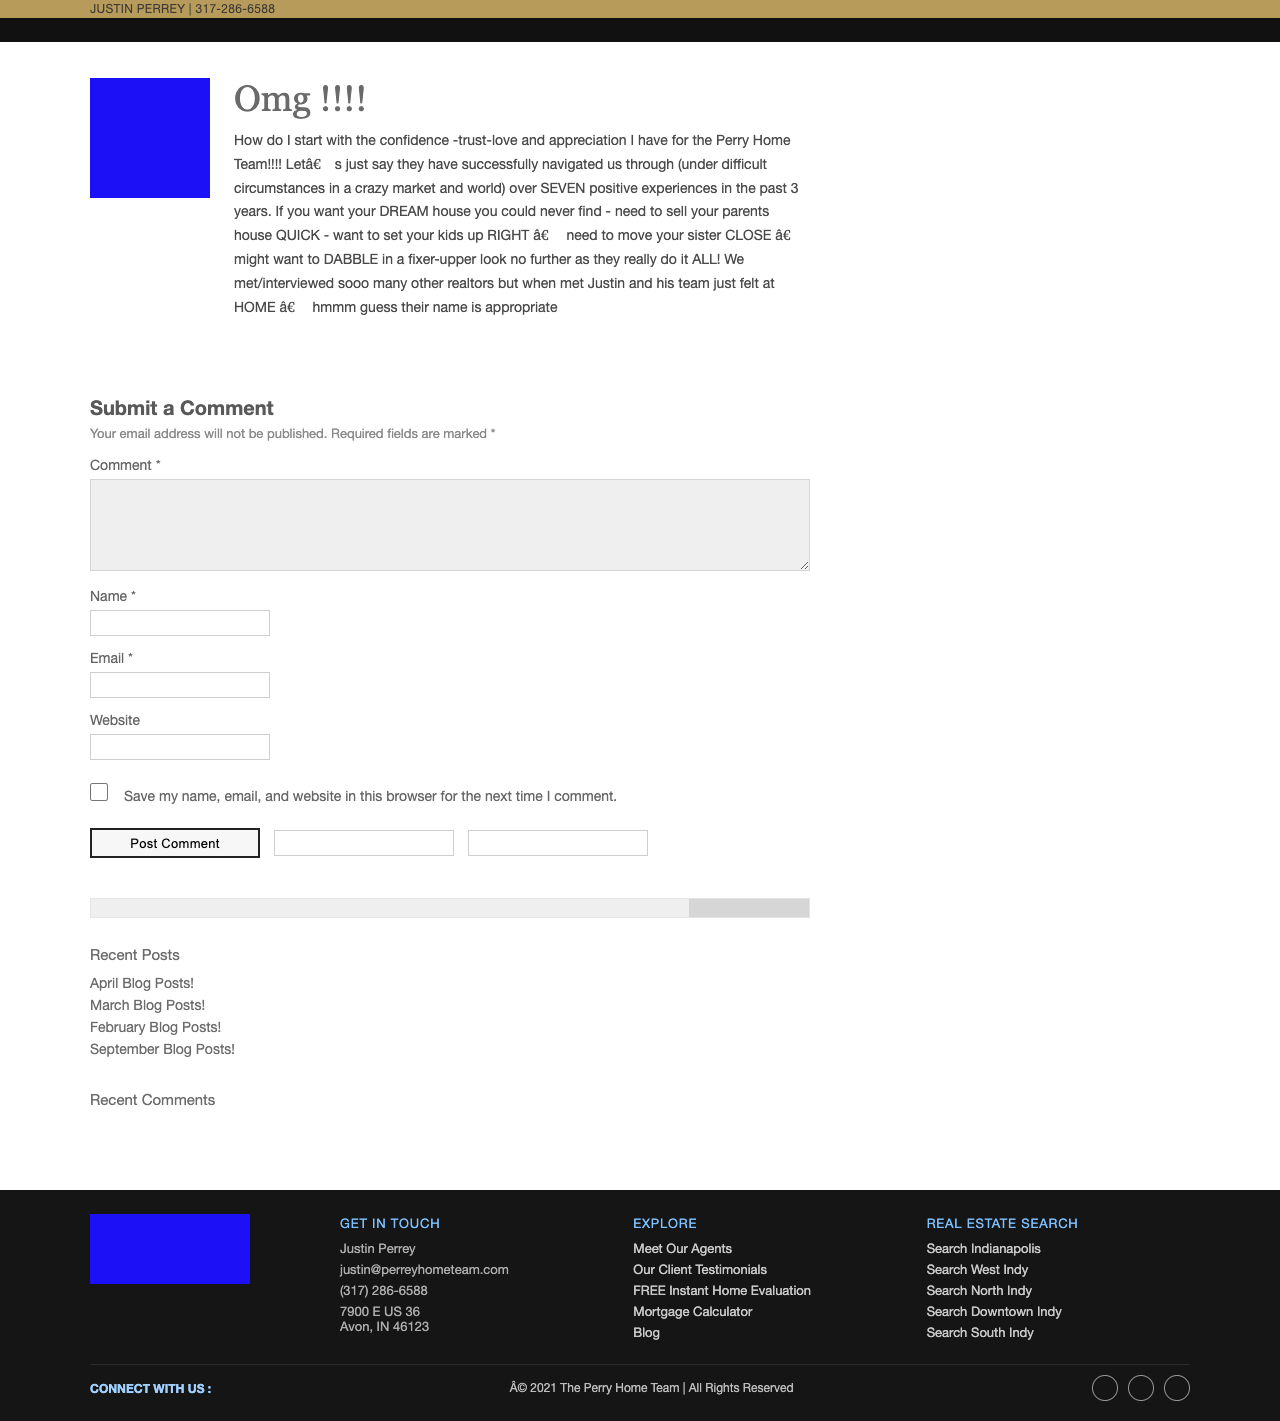 JUSTIN PERREY | 317-286-6588
Omg !!!!
How do I start with the confidence -trust-love and appreciation I have for the Perry Home
Team!!!! Letâ€ s just say they have successfully navigated us through (under difficult
circumstances in a crazy market and world) over SEVEN positive experiences in the past 3
years. If you want your DREAM house you could never find - need to sell your parents
house QUICK - want to set your kids up RIGHT â€ need to move your sister CLOSE â€
might want to DABBLE in a fixer-upper look no further as they really do it ALL! We
met/interviewed sooo many other realtors but when met Justin and his team just felt at
HOME â€ hmmm guess their name is appropriate
Submit a Comment
Your email address will not be published. Required fields are marked *
Comment *
Name *
Email *
Website
Save my name, email, and website in this browser for the next time I comment.
Post Comment
Recent Posts
April Blog Posts!
March Blog Posts!
February Blog Posts!
September Blog Posts!
Recent Comments
GET IN TOUCH
Justin Perrey
justin@perreyhometeam.com
(317) 286-6588
7900 E US 36
Avon, IN 46123
EXPLORE
Meet Our Agents
Our Client Testimonials
FREE Instant Home Evaluation
Mortgage Calculator
Blog
REAL ESTATE SEARCH
Search Indianapolis
Search West Indy
Search North Indy
Search Downtown Indy
Search South Indy
CONNECT WITH US :
Â© 2021 The Perry Home Team | All Rights Reserved